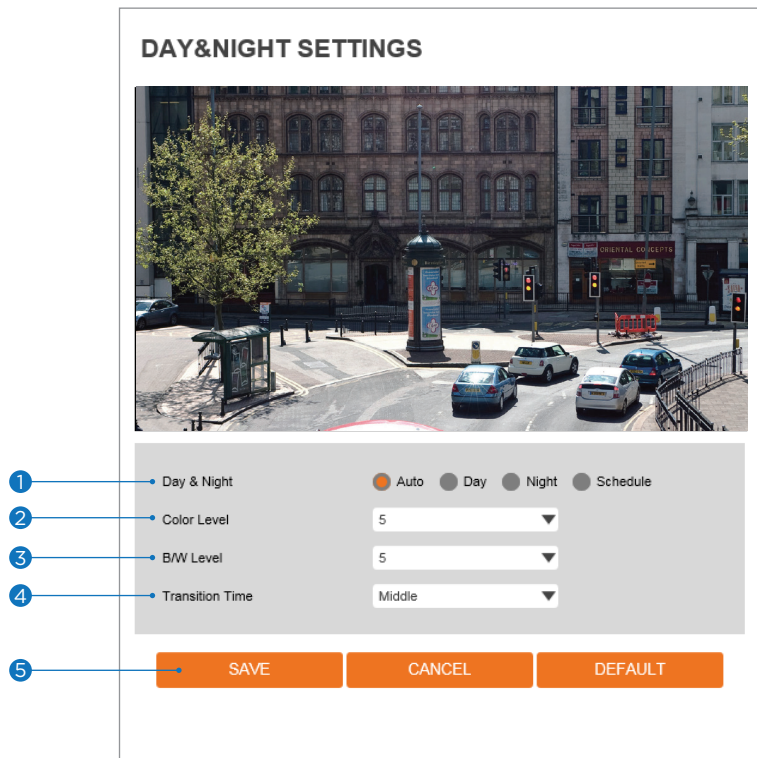 DAY&NIGHT SETTINGS
ORIENTAL CONCEPTS
1 Day & Night Auto Day Night Schedule
2 Color Level 5
3 B/W Level 5
4 Transition Time Middle
5 SAVE CANCEL DEFAULT